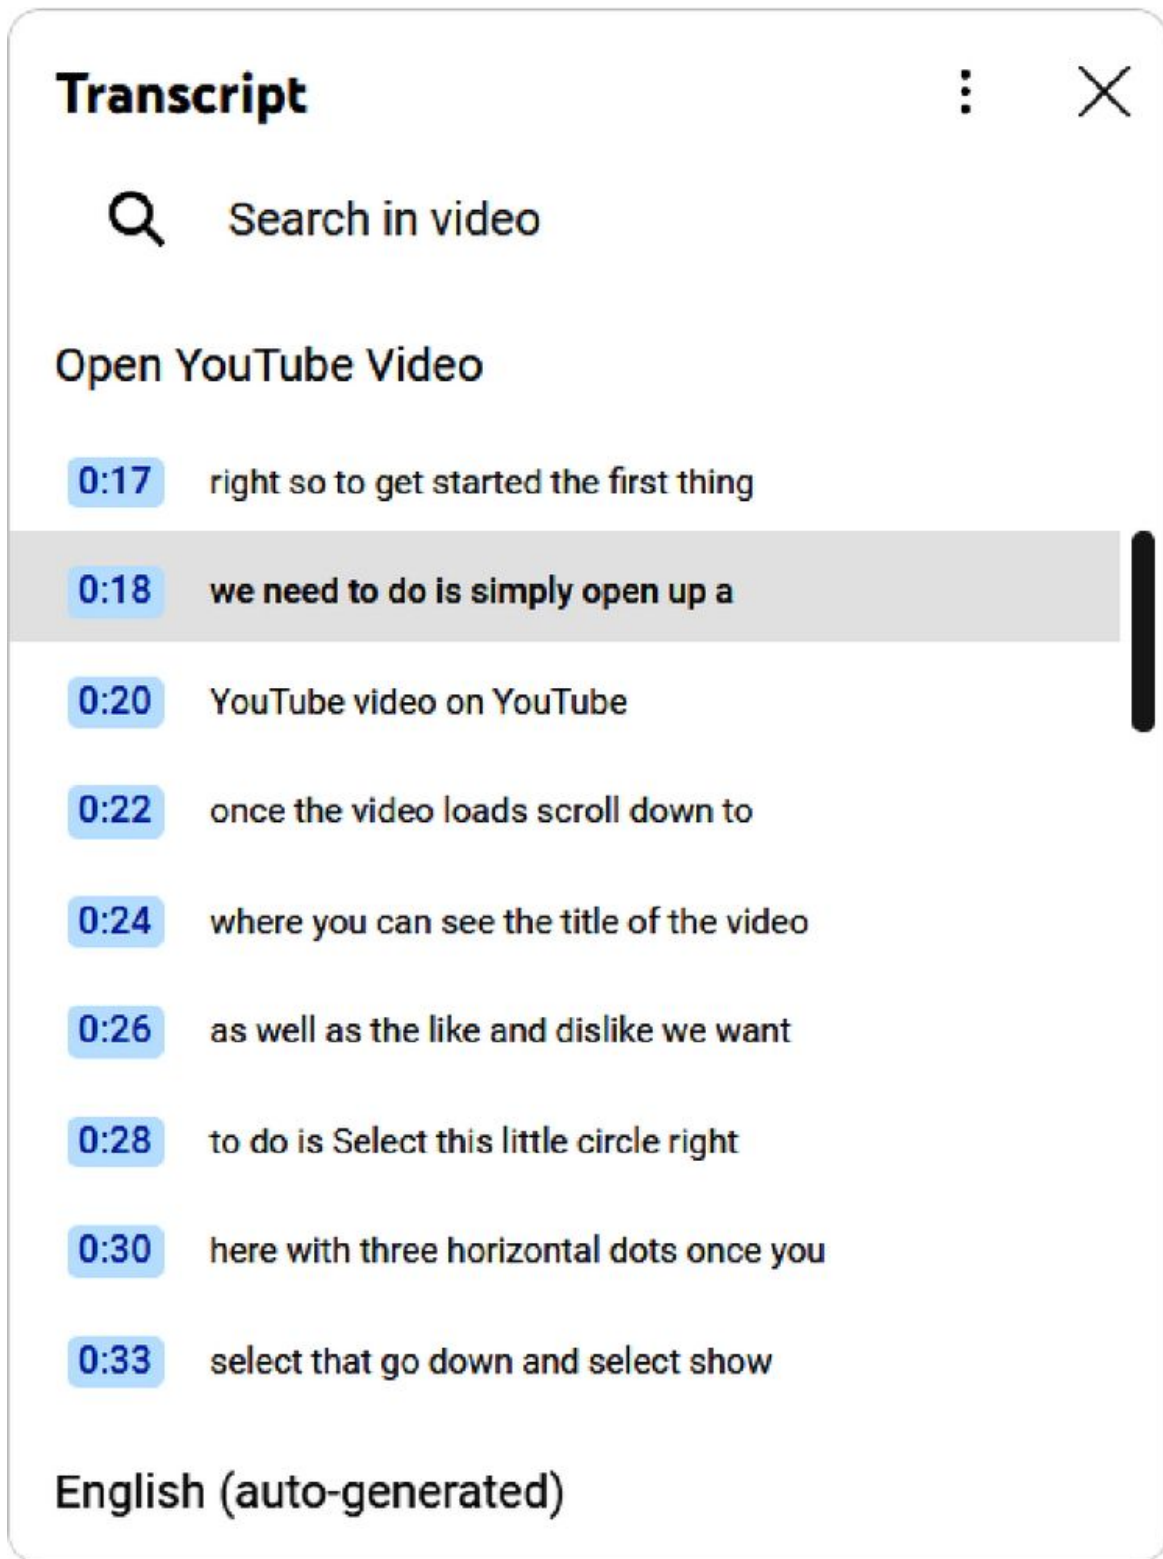 Transcript
Search in video
Open YouTube Video
0:17 right so to get started the first thing
0:18 we need to do is simply open up a
0:20 YouTube video on YouTube
0:22 once the video loads scroll down to
0:24 where you can see the title of the video
0:26 as well as the like and dislike we want
0:28 to do is Select this little circle right
0:30 here with three horizontal dots once you
0:33 select that go down and select show
English (auto-generated)